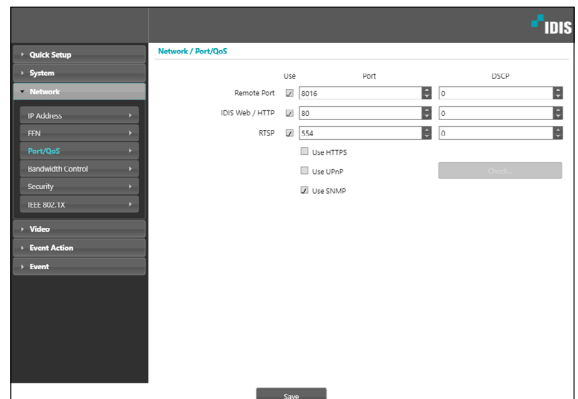 IDIS
Quick Setup
System
Network
IP Address
FEN
Port/QoS
Bandwidth Control
Security
IEEE 802.1X
Video
Event Action
Event
Network / Port/QoS
Use Port DSCP
Remote Port 8016 0
IDIS Web / HTTP 80 0
RTSP 554 0
Use HTTPS
Use UPnP Check...
Use SNMP
Save